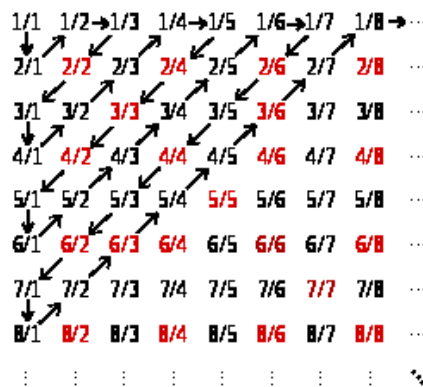 1/1 1/2 1/3 1/4 1/5 1/6 1/7 1/8 ...
2/1 2/2 2/3 2/4 2/5 2/6 2/7 2/8 ...
3/1 3/2 3/3 3/4 3/5 3/6 3/7 3/8 ...
4/1 4/2 4/3 4/4 4/5 4/6 4/7 4/8 ...
5/1 5/2 5/3 5/4 5/5 5/6 5/7 5/8 ...
6/1 6/2 6/3 6/4 6/5 6/6 6/7 6/8 ...
7/1 7/2 7/3 7/4 7/5 7/6 7/7 7/8 ...
8/1 8/2 8/3 8/4 8/5 8/6 8/7 8/8 ...
⋮ ⋮ ⋮ ⋮ ⋮ ⋮ ⋮ ⋮ ⋱